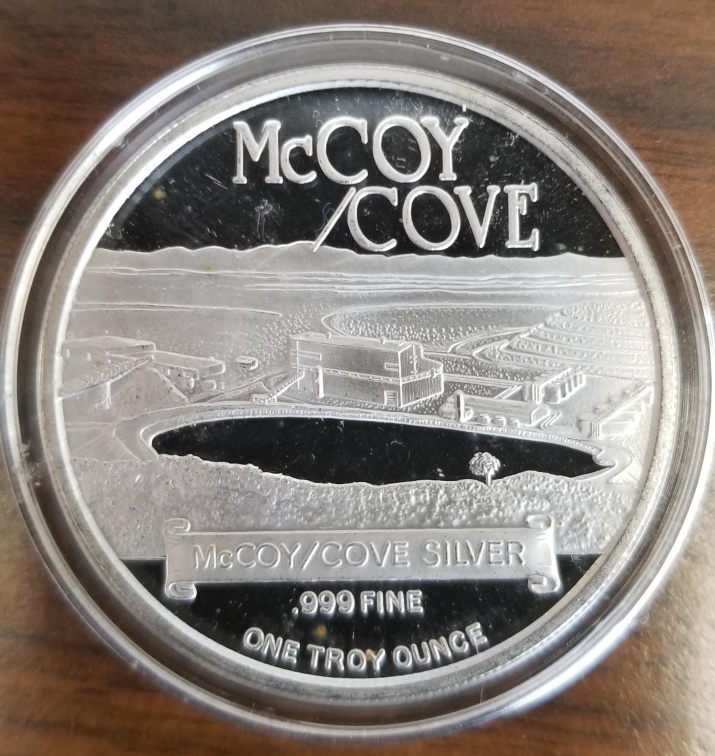 McCOY
/COVE
McCOY/COVE SILVER
.999 FINE
ONE TROY OUNCE